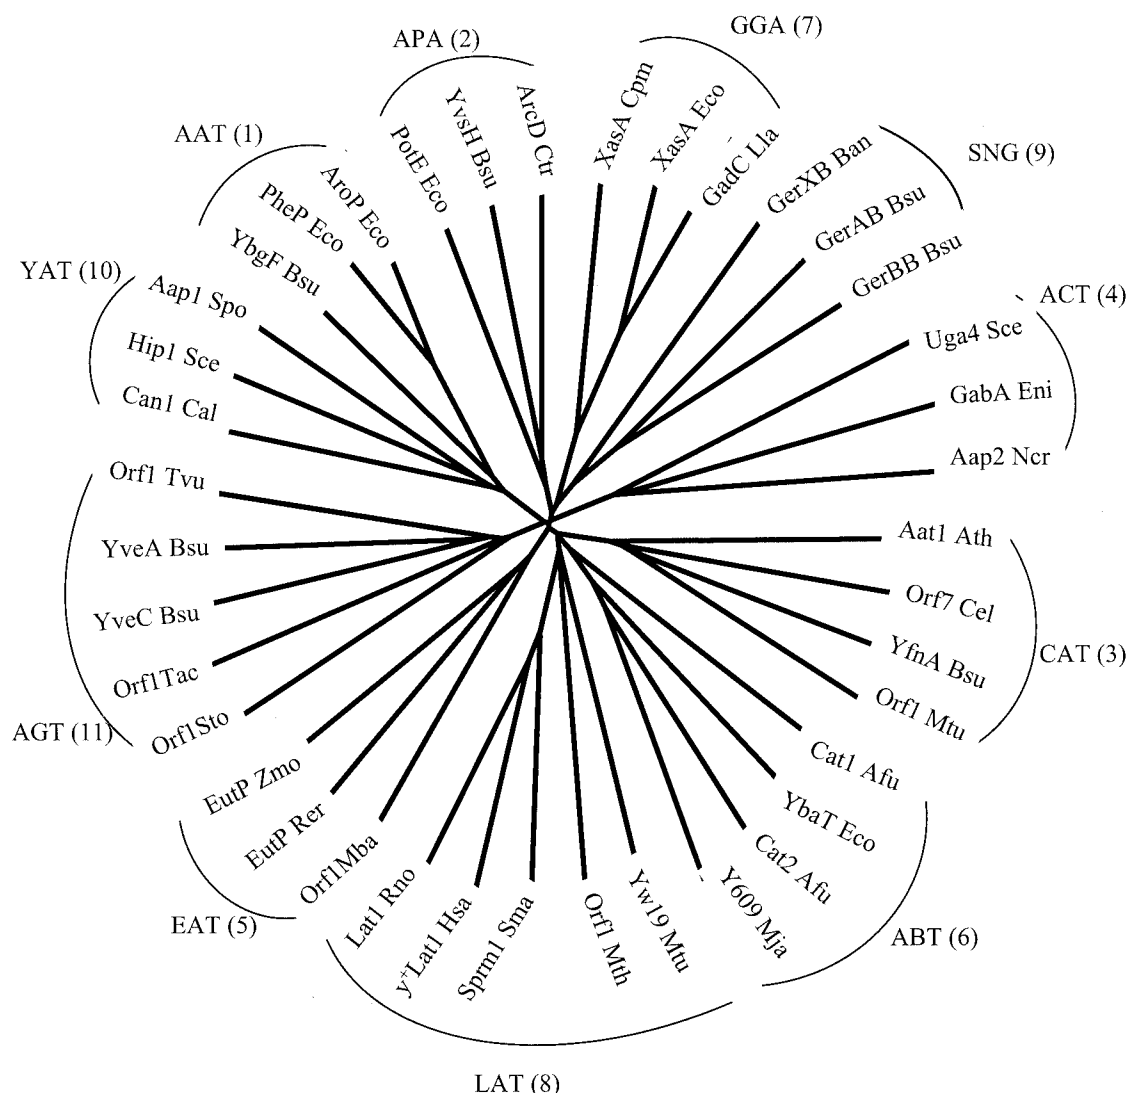 GGA (7)
APA (2)
XasA Cpm
XasA Eco
GadC Lla
SNG (9)
GerXB Ban
GerAB Bsu
GerBB Bsu
ACT (4)
Uga4 Sce
GabA Eni
Aap2 Ncr
CAT (3)
Aat1 Ath
Orf7 Cel
YfnA Bsu
Orf1 Mtu
ABT (6)
Cat1 Afu
YbaT Eco
Cat2 Afu
Y609 Mja
LAT (8)
Yw19 Mtu
Orf1 Mth
Sprm1 Sma
y+Lat1 Hsa
Lat1 Rno
EAT (5)
Orf1Mba
EutP Rer
EutP Zmo
AGT (11)
Orf1Sto
Orf1Tac
YveC Bsu
YveA Bsu
Orf1 Tvu
YAT (10)
Can1 Cal
Hip1 Sce
Aap1 Spo
AAT (1)
YbgF Bsu
PheP Eco
AroP Eco
PotE Eco
YvsH Bsu
ArcD Ctr